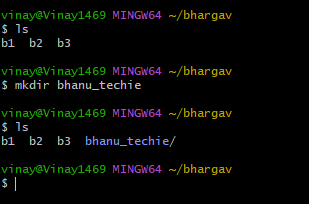 vinay@Vinay1469 MINGW64 ~/bhargav
$ ls
b1  b2  b3
vinay@Vinay1469 MINGW64 ~/bhargav
$ mkdir bhanu_techie
vinay@Vinay1469 MINGW64 ~/bhargav
$ ls
b1  b2  b3  bhanu_techie/
vinay@Vinay1469 MINGW64 ~/bhargav
$